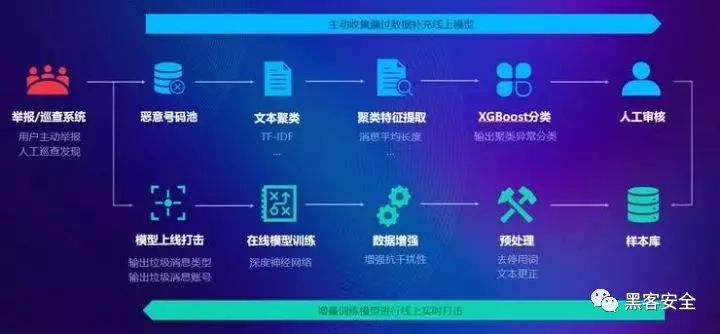 主动收集漏过数据补充线上模型
举报/巡查系统
用户主动举报
人工巡查发现
恶意号码池
文本聚类
TF-IDF
...
聚类特征提取
消息平均长度
...
XGBoost分类
输出聚类异常分类
人工审核
模型上线打击
输出垃圾消息类型
输出垃圾消息账号
在线模型训练
深度神经网络
数据增强
增强抗干扰性
预处理
去停用词
文本更正
样本库
增量训练模型进行线上实时打击
黑客安全